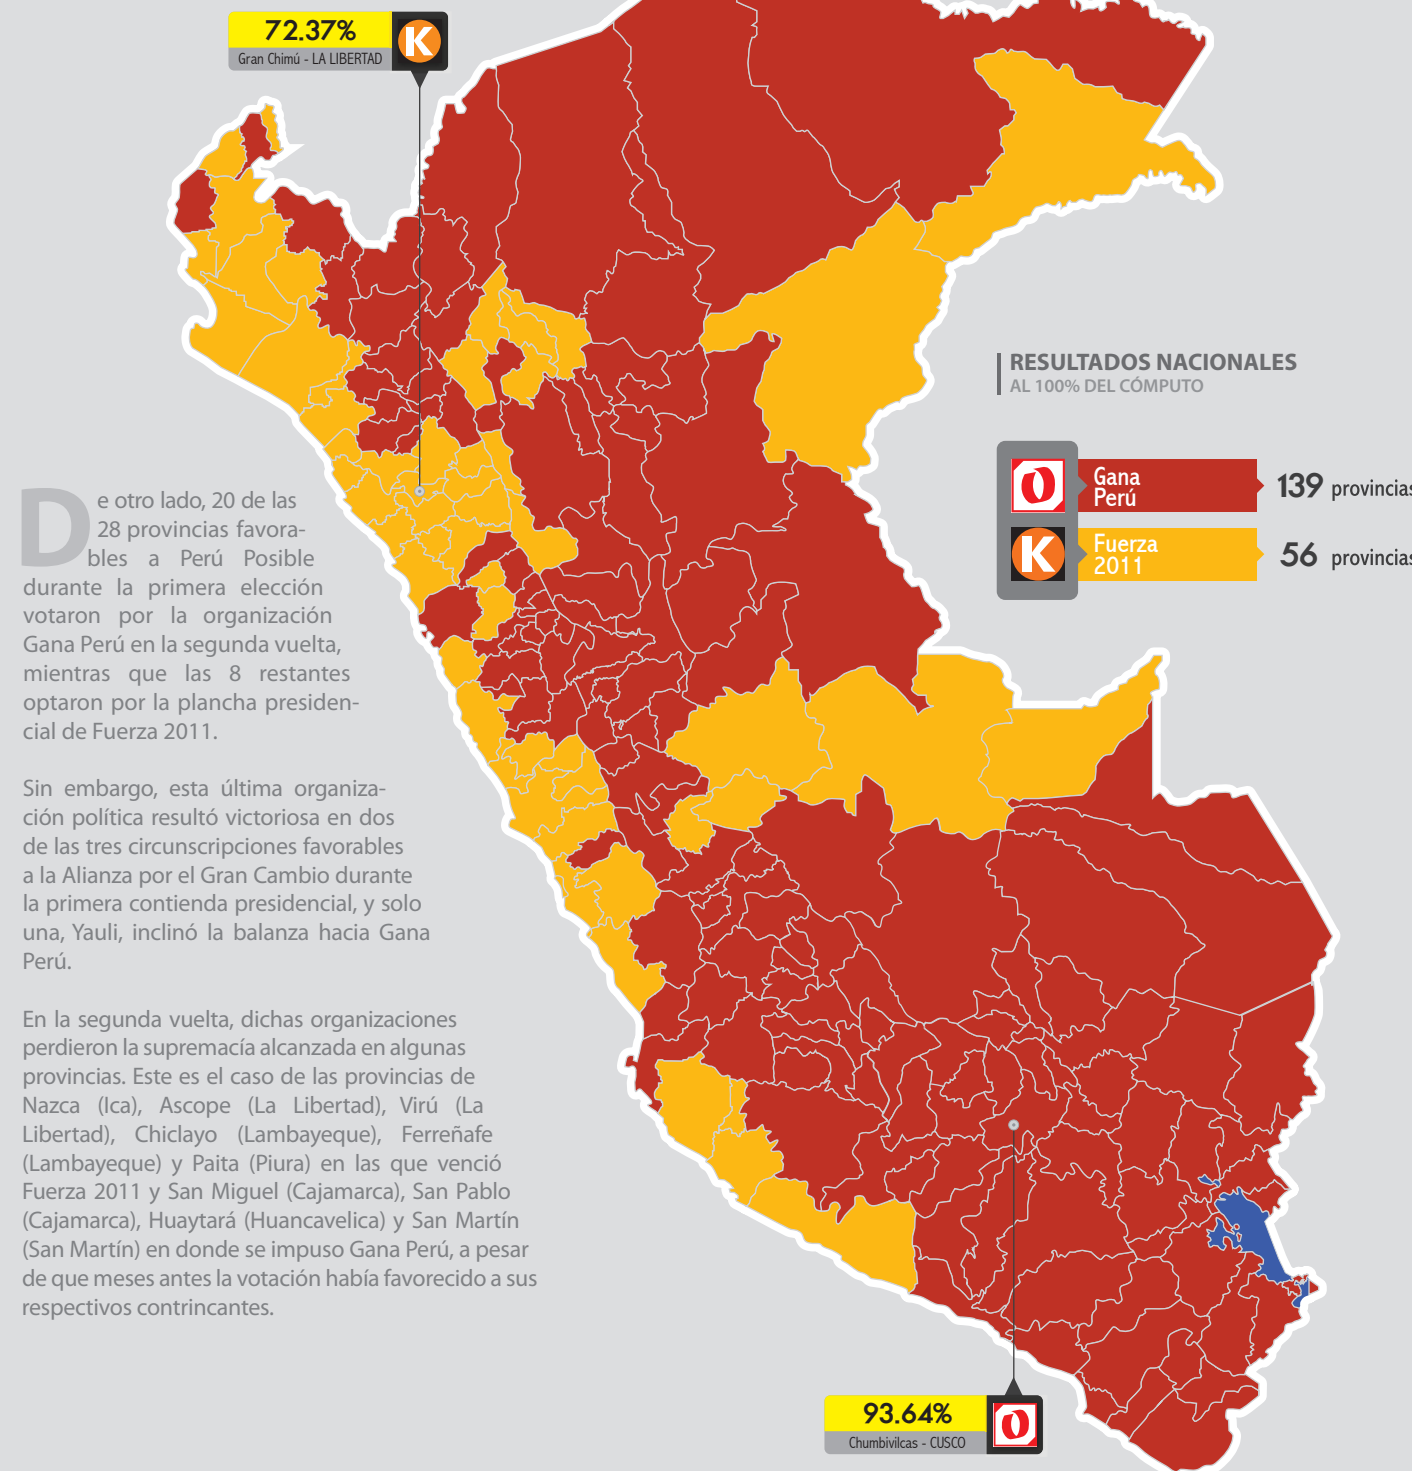 72.37%
Gran Chimú - LA LIBERTAD
K
RESULTADOS NACIONALES
AL 100% DEL CÓMPUTO
Gana
Perú
139 provincias
K
Fuerza
2011
56 provincias
De otro lado, 20 de las
28 provincias favora-
bles a Perú Posible
durante la primera elección
votaron por la organización
Gana Perú en la segunda vuelta,
mientras que las 8 restantes
optaron por la plancha presiden-
cial de Fuerza 2011.
Sin embargo, esta última organiza-
ción política resultó victoriosa en dos
de las tres circunscripciones favorables
a la Alianza por el Gran Cambio durante
la primera contienda presidencial, y solo
una, Yauli, inclinó la balanza hacia Gana
Perú.
En la segunda vuelta, dichas organizaciones
perdieron la supremacía alcanzada en algunas
provincias. Este es el caso de las provincias de
Nazca (Ica), Ascope (La Libertad), Virú (La
Libertad), Chiclayo (Lambayeque), Ferreñafe
(Lambayeque) y Paita (Piura) en las que venció
Fuerza 2011 y San Miguel (Cajamarca), San Pablo
(Cajamarca), Huaytará (Huancavelica) y San Martín
(San Martín) en donde se impuso Gana Perú, a pesar
de que meses antes la votación había favorecido a sus
respectivos contrincantes.
93.64%
Chumbivilcas - CUSCO